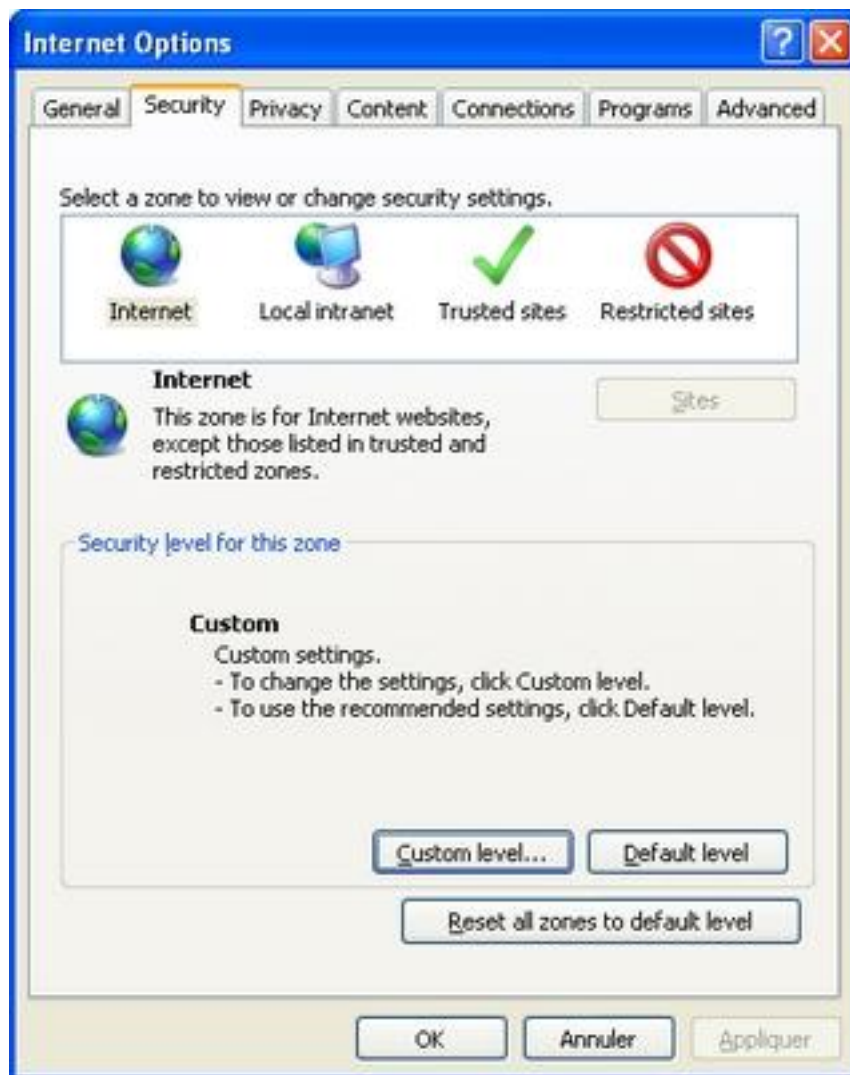 Internet Options
General Security Privacy Content Connections Programs Advanced
Select a zone to view or change security settings.
Internet Local intranet Trusted sites Restricted sites
Internet
Sites
This zone is for Internet websites,
except those listed in trusted and
restricted zones.
Security level for this zone
Custom
Custom settings.
- To change the settings, click Custom level.
- To use the recommended settings, click Default level.
Custom level... Default level
Reset all zones to default level
OK Annuler Appliquer